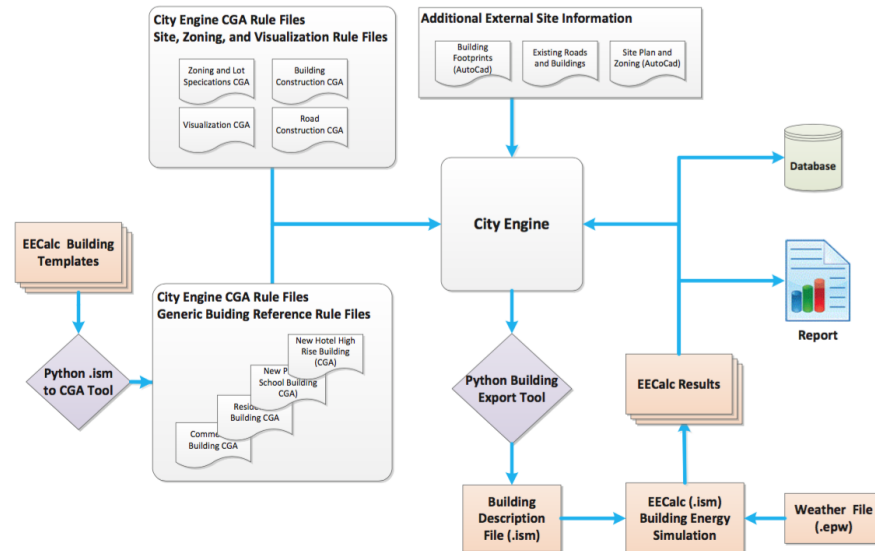 City Engine CGA Rule Files
Site, Zoning, and Visualization Rule Files
Zoning and Lot
Specications CGA
Building
Construction CGA
Visualization CGA
Road
Construction CGA
Additional External Site Information
Building
Footprints
(AutoCad)
Existing Roads
and Buildings
Site Plan and
Zoning (AutoCad)
Database
City Engine
EECalc Building
Templates
Report
City Engine CGA Rule Files
Generic Buiding Reference Rule Files
New Hotel High
Rise Building
(CGA)
New P
School Building
CGA)
Resid
Building CGA
Comme
Building CGA
Python .ism
to CGA Tool
Python Building
Export Tool
EECalc Results
Building
Description
File (.ism)
EECalc (.ism)
Building Energy
Simulation
Weather File
(.epw)